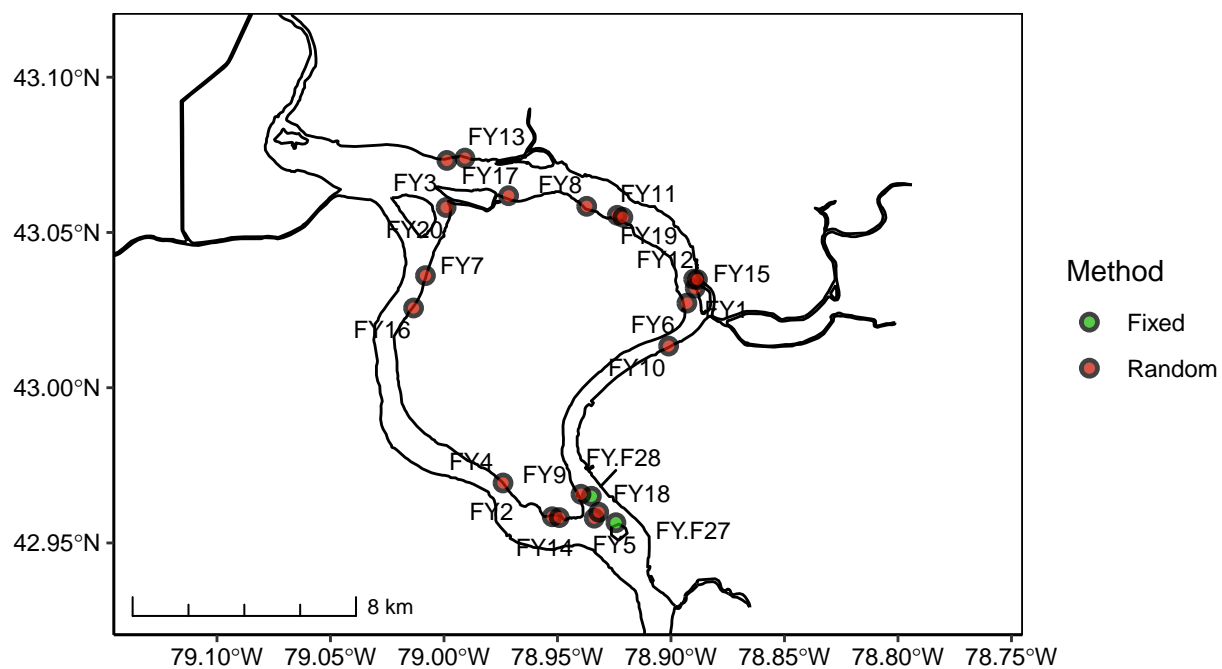 43.10°N
FY13
FY17
FY3
FY8
FY11
43.05°N
FY20
FY19
FY12
FY7
FY15
Method
FY1
FY16
FY6
Fixed
FY10
Random
43.00°N
FY.F28
FY4
FY9
FY18
FY2
FY.F27
42.95°N
FY14
FY5
8 km
79.10°W 79.05°W 79.00°W 78.95°W 78.90°W 78.85°W 78.80°W 78.75°W